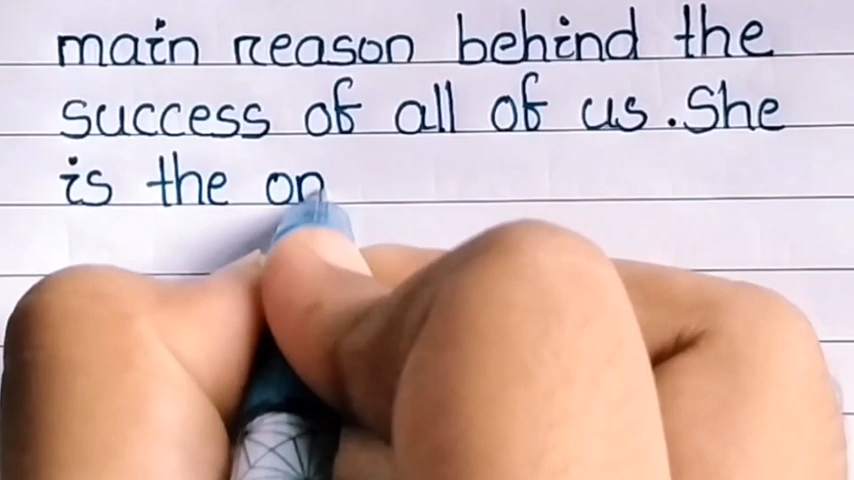 main reason behind the
success of all of us. She
is the on